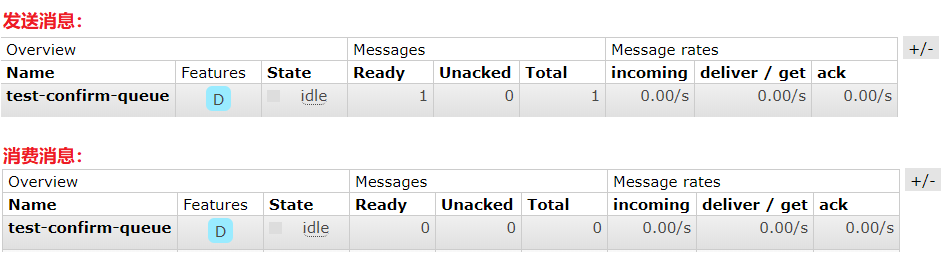 发送消息：
Overview Messages Message rates +/-
Name Features State Ready Unacked Total incoming deliver / get ack
test-confirm-queue D idle 1 0 1 0.00/s 0.00/s 0.00/s
消费消息：
Overview Messages Message rates +/-
Name Features State Ready Unacked Total incoming deliver / get ack
test-confirm-queue D idle 0 0 0 0.00/s 0.00/s 0.00/s